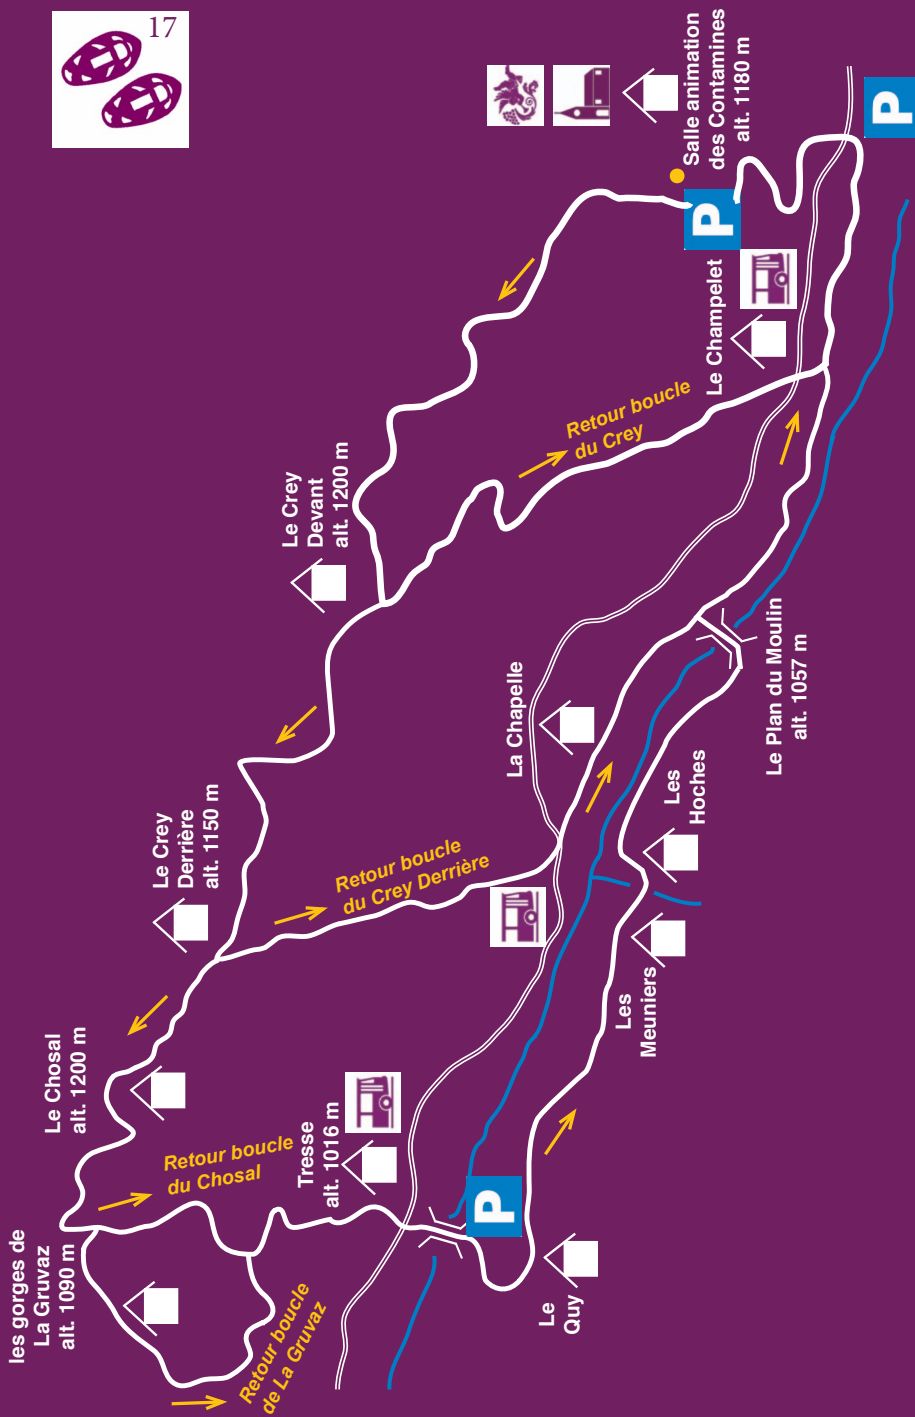 17
Salle animation
des Contamines
alt. 1180 m
P
P
Le Champelet
Retour boucle
du Crey
Le Crey
Devant
alt. 1200 m
La Chapelle
Le Plan du Moulin
alt. 1057 m
Les
Hoches
Le Crey
Derrière
alt. 1150 m
Retour boucle
du Crey Derrière
Les
Meuniers
Le Chosal
alt. 1200 m
Retour boucle
du Chosal
Tresse
alt. 1016 m
P
les gorges de
La Gruvaz
alt. 1090 m
Retour boucle
de La Gruvaz
Le
Quy